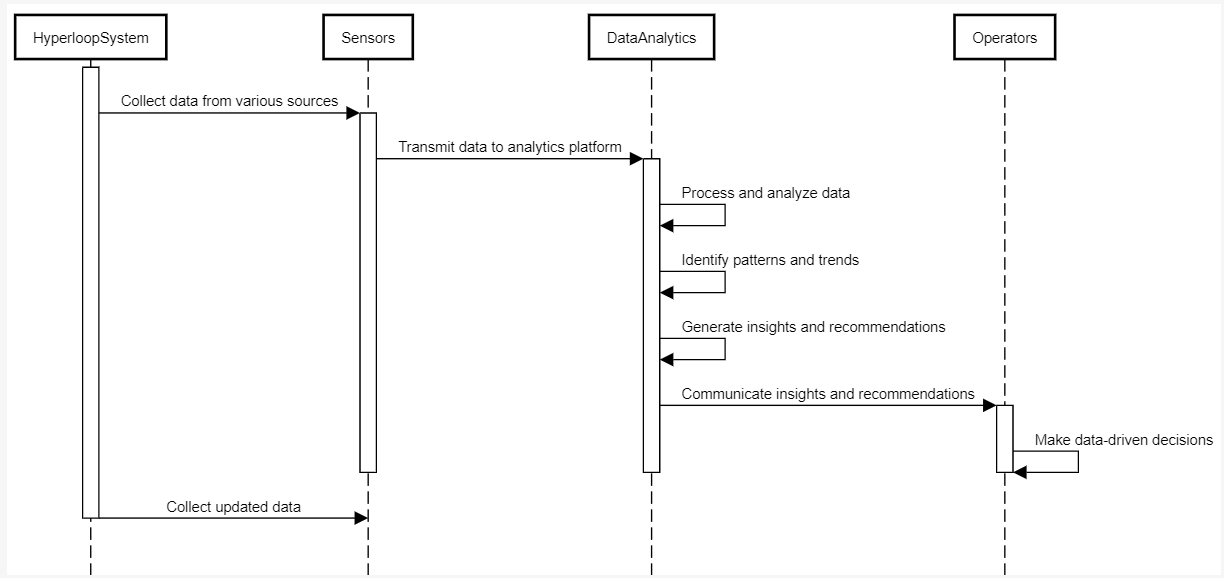 HyperloopSystem
Sensors
DataAnalytics
Operators
Collect data from various sources
Transmit data to analytics platform
Process and analyze data
Identify patterns and trends
Generate insights and recommendations
Communicate insights and recommendations
Make data-driven decisions
Collect updated data